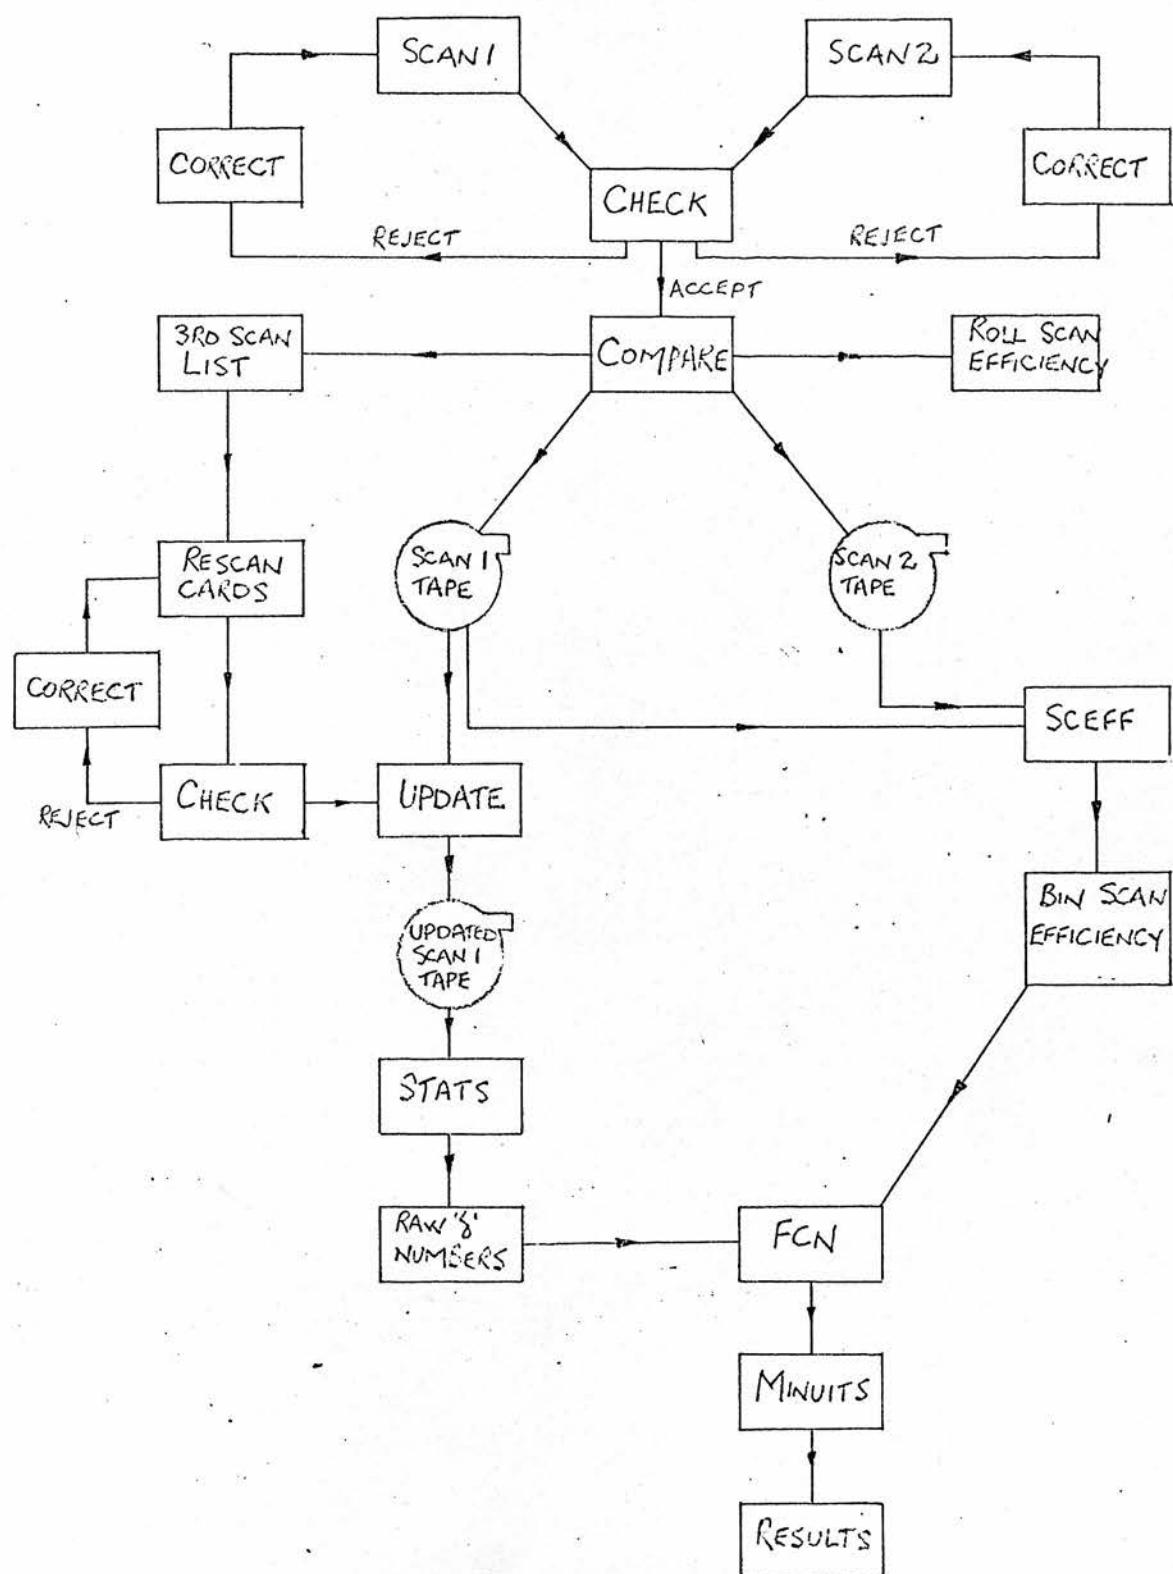 SCAN 1
SCAN 2
CORRECT
CORRECT
CHECK
REJECT
REJECT
ACCEPT
3RD SCAN
LIST
COMPARE
ROLL SCAN
EFFICIENCY
RESCAN
CARDS
SCAN 1
TAPE
SCAN 2
TAPE
CORRECT
SCEFF
REJECT
CHECK
UPDATE
BIN SCAN
EFFICIENCY
UPDATED
SCAN 1
TAPE
STATS
RAW
NUMBERS
FCN
MINUITS
RESULTS